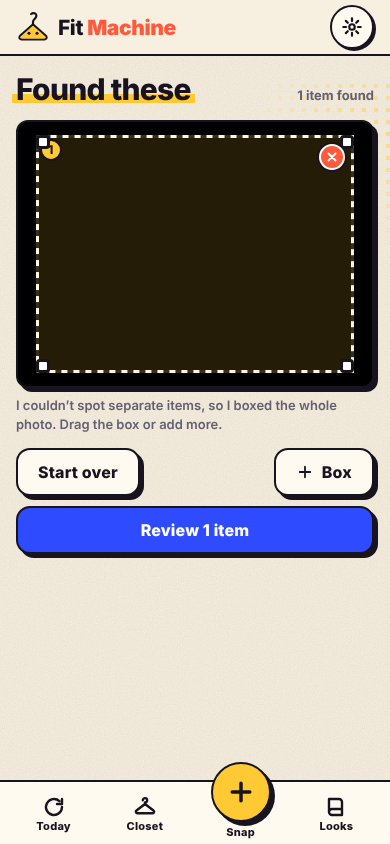 Fit Machine
Found these
1 item found
1
I couldn’t spot separate items, so I boxed the whole
photo. Drag the box or add more.
Start over
+ Box
Review 1 item
Today
Closet
Snap
Looks